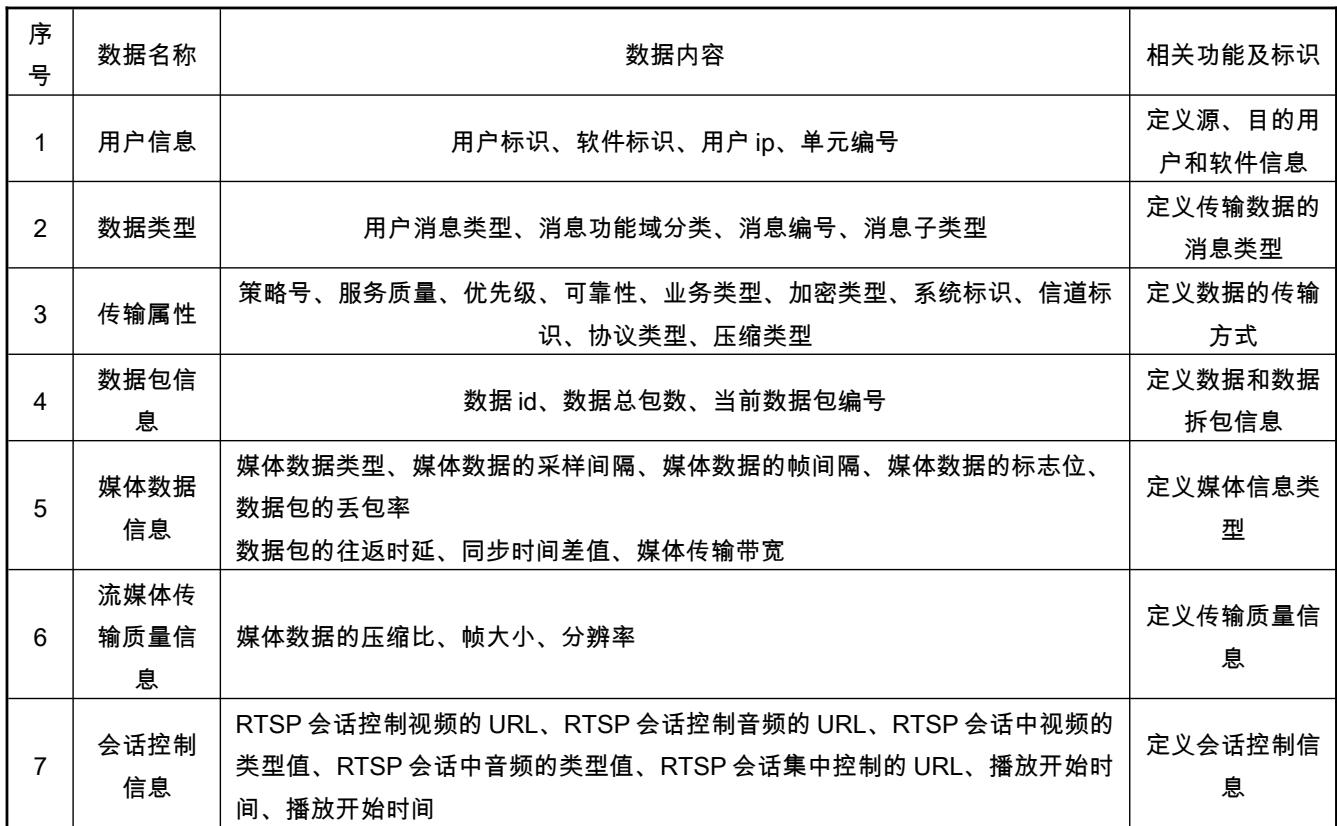 序
号
数据名称
数据内容
相关功能及标识
1
用户信息
用户标识、软件标识、用户 ip、单元编号
定义源、目的用
户和软件信息
2
数据类型
用户消息类型、消息功能域分类、消息编号、消息子类型
定义传输数据的
消息类型
3
传输属性
策略号、服务质量、优先级、可靠性、业务类型、加密类型、系统标识、信道标
识、协议类型、压缩类型
定义数据的传输
方式
4
数据包信
息
数据 id、数据总包数、当前数据包编号
定义数据和数据
拆包信息
5
媒体数据
信息
媒体数据类型、媒体数据的采样间隔、媒体数据的帧间隔、媒体数据的标志位、
数据包的丢包率
数据包的往返时延、同步时间差值、媒体传输带宽
定义媒体信息类
型
6
流媒体传
输质量信
息
媒体数据的压缩比、帧大小、分辨率
定义传输质量信
息
7
会话控制
信息
RTSP 会话控制视频的 URL、RTSP 会话控制音频的 URL、RTSP 会话中视频的
类型值、RTSP 会话中音频的类型值、RTSP 会话集中控制的 URL、播放开始时
间、播放开始时间
定义会话控制信
息